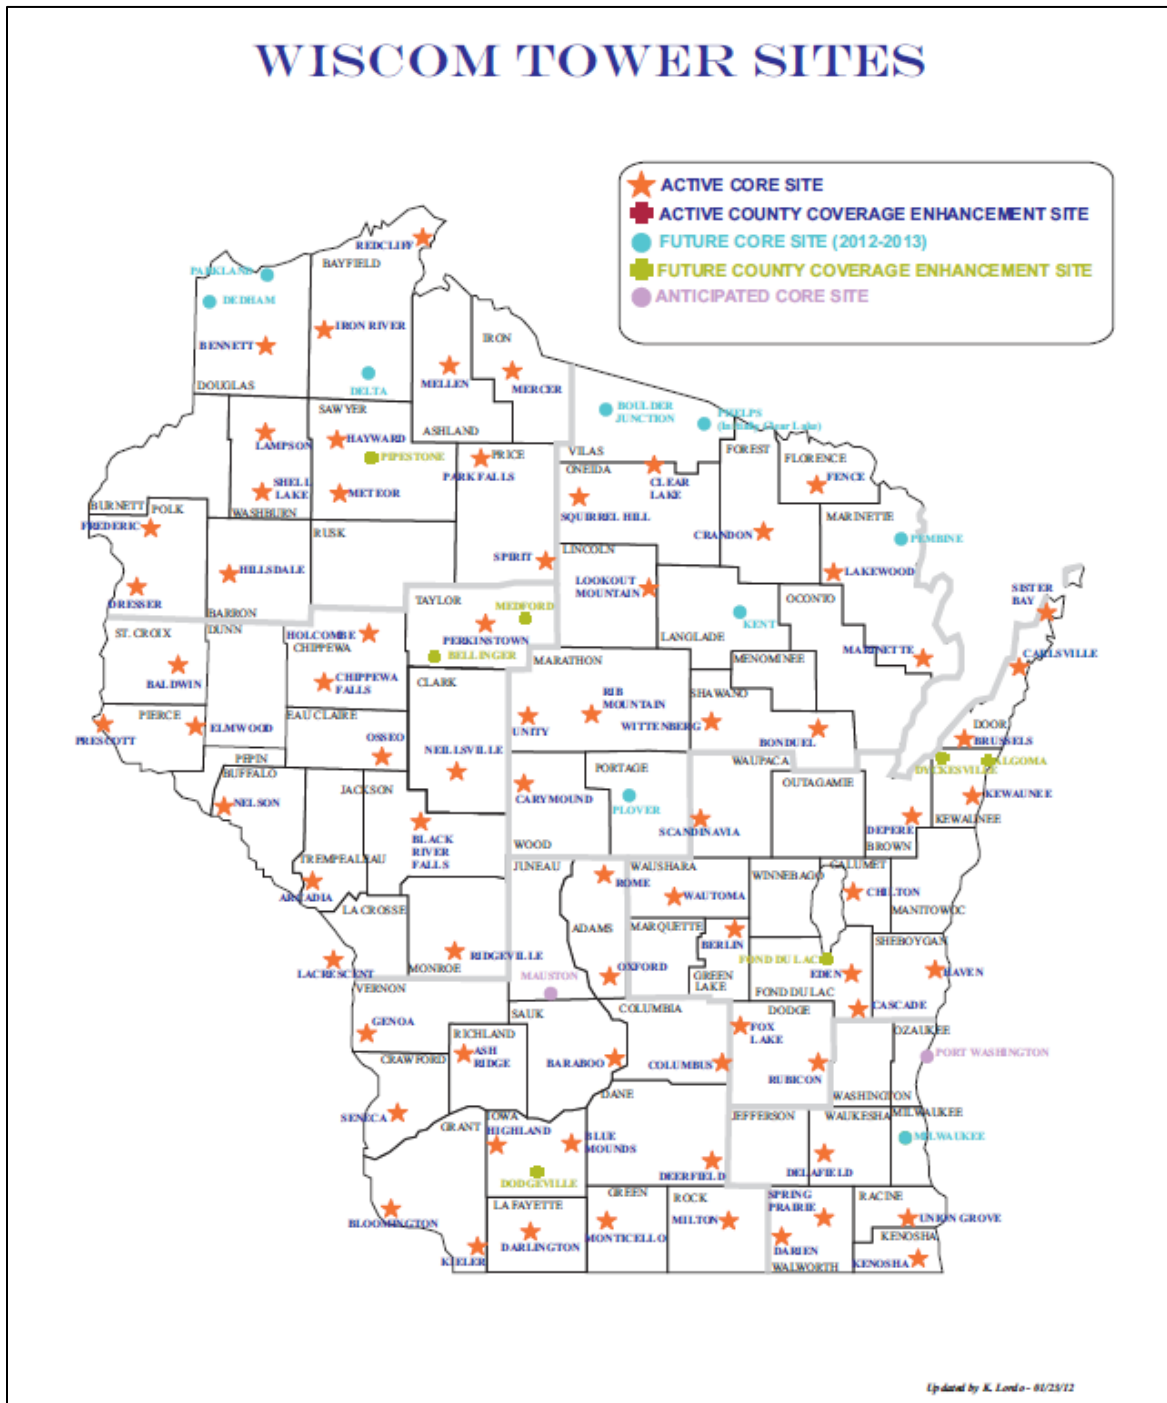 WISCOM TOWER SITES
ACTIVE CORE SITE
ACTIVE COUNTY COVERAGE ENHANCEMENT SITE
FUTURE CORE SITE (2012-2013)
FUTURE COUNTY COVERAGE ENHANCEMENT SITE
ANTICIPATED CORE SITE
REDCLIFF
BAYFIELD
PARKLAND
DEDHAM
IRON RIVER
BENNETT
IRON
DELTA
MELLEN
MERCER
DOUGLAS
SAWYER
BOULDER
JUNCTION
PHELPS
(Initially Clear Lake)
LAMPSON
HAYWARD
ASHLAND
PIPESTONE
PRICE
PARK FALLS
VILAS
ONEIDA
FOREST
FLORENCE
FENCE
CLEAR
LAKE
SHELL
LAKE
METEOR
BURNETT
POLK
WASHBURN
SQUIRREL HILL
MARINETTE
FREDERIC
RUSK
CRANDON
PEMBINE
SPIRIT
LINCOLN
HILLSDALE
LOOKOUT
MOUNTAIN
LAKEWOOD
SISTER
BAY
DRESSER
BARRON
TAYLOR
MEDFORD
OCONTO
ST. CROIX
DUNN
HOLCOMBE
CHIPPEWA
PERKINSTOWN
KENT
LANGLADE
BELLINGER
MARATHON
MENOMINEE
MARINETTE
CARLSVILLE
BALDWIN
CHIPPEWA
FALLS
CLARK
RIB
MOUNTAIN
SHAWANO
PIERCE
EAU CLAIRE
PRESCOTT
ELMWOOD
OSSEO
NEILLSVILLE
UNITY
WITTENBERG
BONDUEL
DOOR
BRUSSELS
PEPIN
BUFFALO
PORTAGE
WAUPACA
DYCKESVILLE
ALGOMA
JACKSON
CARYMOUND
OUTAGAMIE
NELSON
PLOVER
KEWAUNEE
BLACK
RIVER
FALLS
SCANDINAVIA
DEPERE
KEWAUNEE
WOOD
BROWN
TREMPEALEAU
JUNEAU
WAUSHARA
WINNEBAGO
CALUMET
ROME
ARCADIA
WAUTOMA
CHILTON
LA CROSSE
MANITOWOC
ADAMS
MARQUETTE
BERLIN
SHEBOYGAN
RIDGEVILLE
LACRESCENT
MONROE
MAUSTON
OXFORD
FOND DU LAC
EDEN
HAVEN
GREEN
LAKE
VERNON
FOND DU LAC
SAUK
COLUMBIA
DODGE
CASCADE
GENOA
RICHLAND
FOX
LAKE
OZAUKEE
CRAWFORD
ASH
RIDGE
BARABOO
COLUMBUS
RUBICON
PORT WASHINGTON
DANE
WASHINGTON
SENECA
GRANT
IOWA
HIGHLAND
JEFFERSON
WAUKESHA
MILWAUKEE
BLUE
MOUNDS
MILWAUKEE
DEERFIELD
DELAFIELD
DODGEVILLE
GREEN
ROCK
SPRING
PRAIRIE
RACINE
LA FAYETTE
BLOOMINGTON
MILTON
UNION GROVE
DARLINGTON
MONTICELLO
KENOSHA
KIELER
DARIEN
WALWORTH
KENOSHA
Updated by K. Londo - 01/23/12